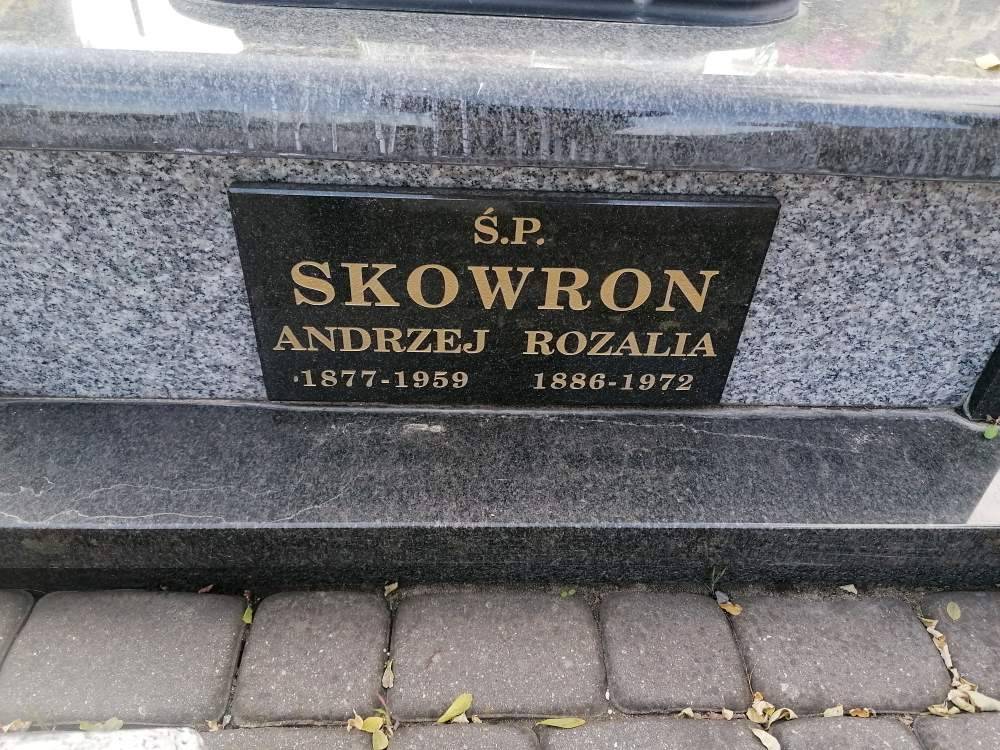 Ś.P.
SKOWRON
ANDRZEJ ROZALIA
1877-1959 1886-1972